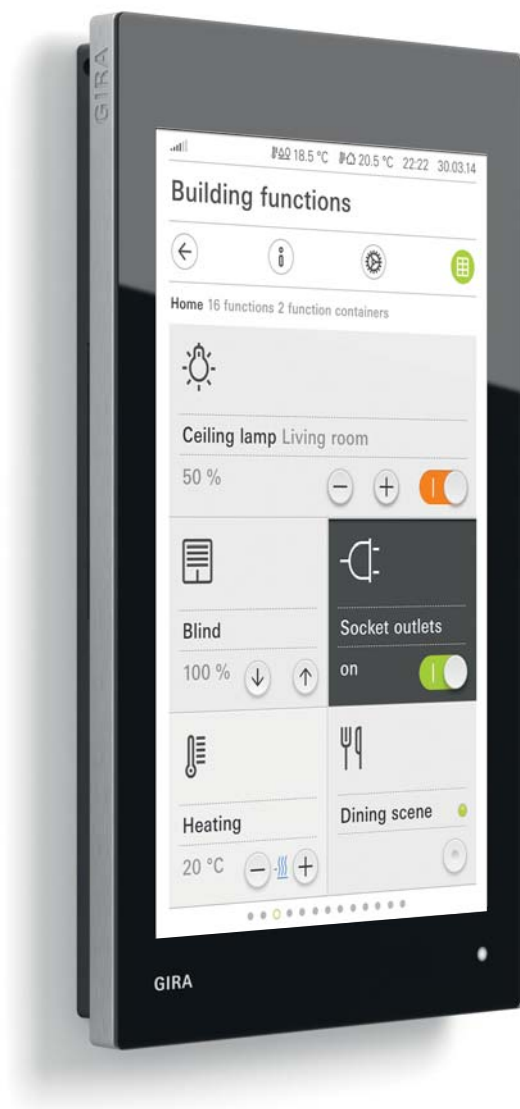 GIRA
18.5 °C 20.5 °C 22:22 30.03.14
Building functions
Home 16 functions 2 function containers
Ceiling lamp Living room
50 %
Blind
Socket outlets
100 %
on
Heating
Dining scene
20 °C
GIRA